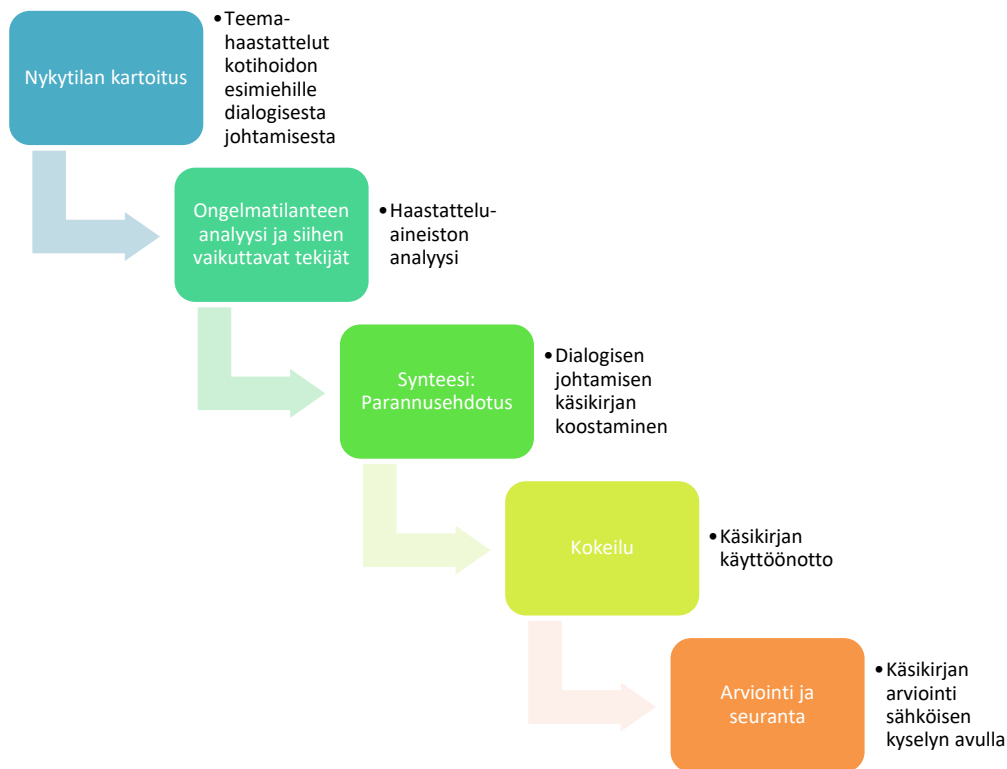 Nykytilan kartoitus
•Teema-
haastattelut
kotihoidon
esimiehille
dialogisesta
johtamisesta
Ongelmatilanteen
analyysi ja siihen
vaikuttavat tekijät
•Haastattelu-
aineiston
analyysi
Synteesi:
Parannusehdotus
•Dialogisen
johtamisen
käsikirjan
koostaminen
Kokeilu
•Käsikirjan
käyttöönotto
Arviointi ja
seuranta
•Käsikirjan
arviointi
sähköisen
kyselyn avulla